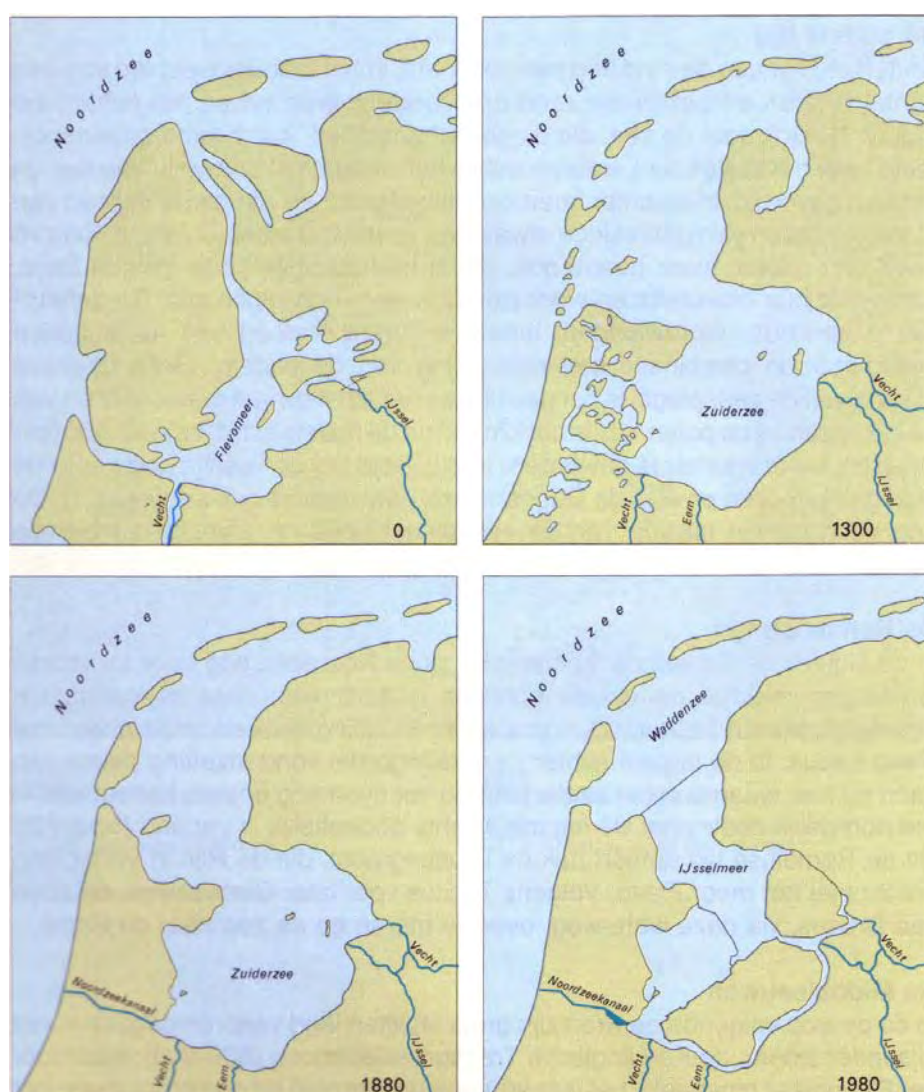 Noordzee
Flevomeer
IJssel
Vecht
0
Noordzee
Zuiderzee
Vecht
IJssel
Vecht
Eem
1300
Noordzee
Zuiderzee
Vecht
Noordzeekanaal
IJssel
Vecht
Eem
1880
Noordzee
Waddenzee
IJsselmeer
Vecht
Noordzeekanaal
IJssel
Vecht
Eem
1980